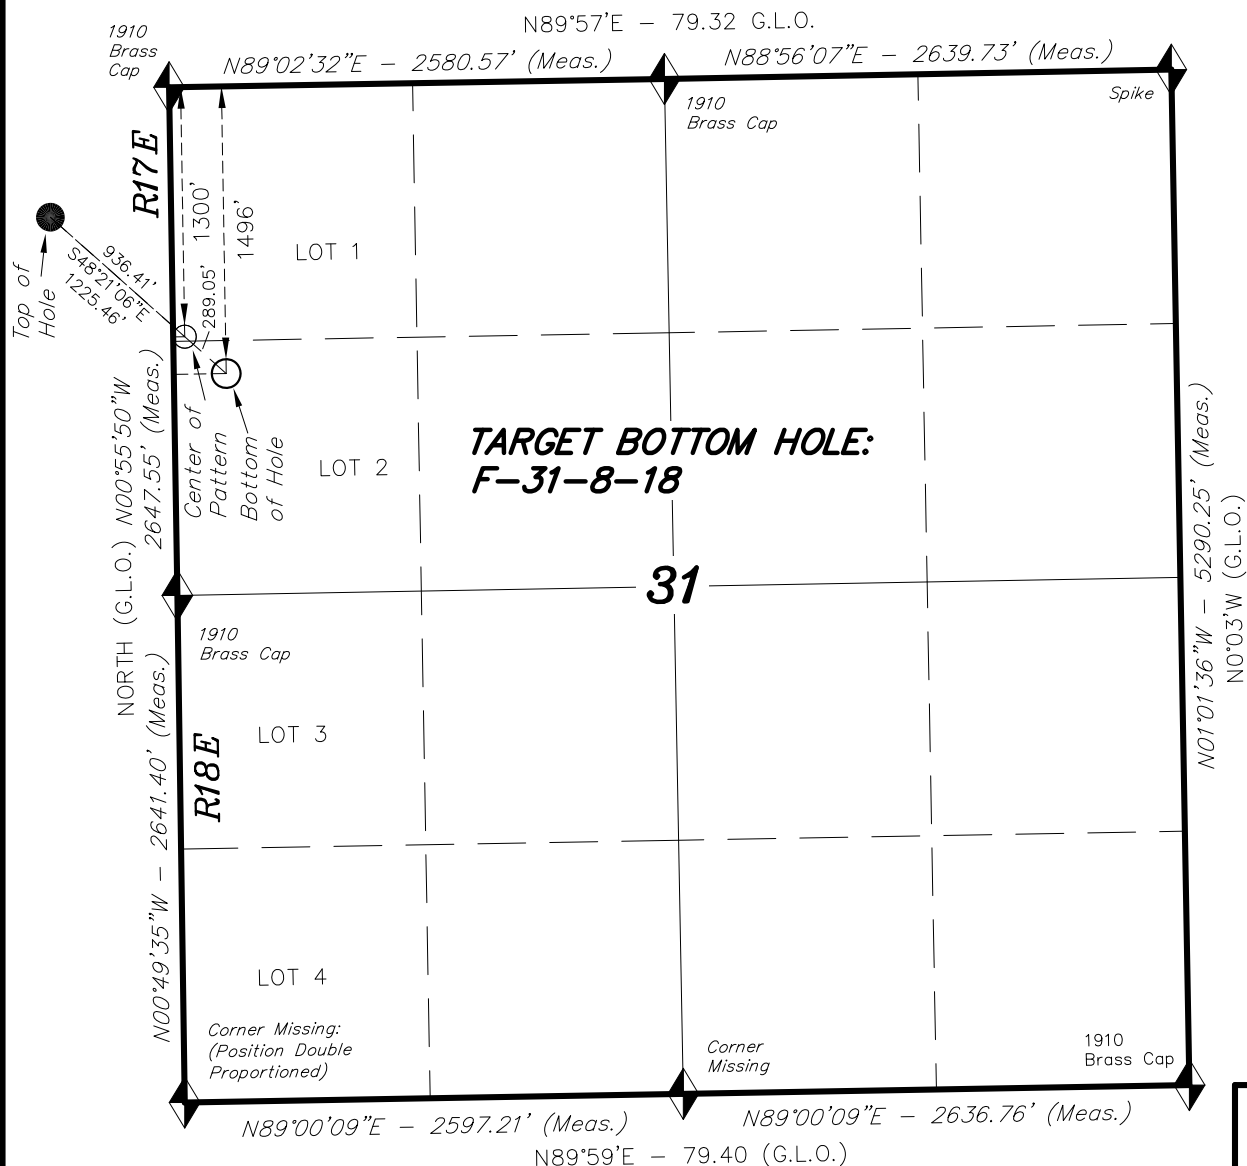 N89°57'E - 79.32 G.L.O.
1910
Brass
Cap
N89°02'32"E - 2580.57' (Meas.)
N88°56'07"E - 2639.73' (Meas.)
1910
Brass Cap
Spike
R17E
1300'
1496'
LOT 1
936.41'
S48°21'06"E
1225.46'
289.05'
Top of
Hole
NORTH (G.L.O.) N00°55'50"W
2647.55' (Meas.)
Center of
Pattern
Bottom
of Hole
LOT 2
TARGET BOTTOM HOLE:
F-31-8-18
31
N01°01'36"W - 5290.25' (Meas.)
N0°03'W (G.L.O.)
1910
Brass Cap
N00°49'35"W - 2641.40' (Meas.)
R18E
LOT 3
LOT 4
Corner Missing:
(Position Double
Proportioned)
Corner
Missing
1910
Brass Cap
N89°00'09"E - 2597.21' (Meas.)
N89°00'09"E - 2636.76' (Meas.)
N89°59'E - 79.40 (G.L.O.)